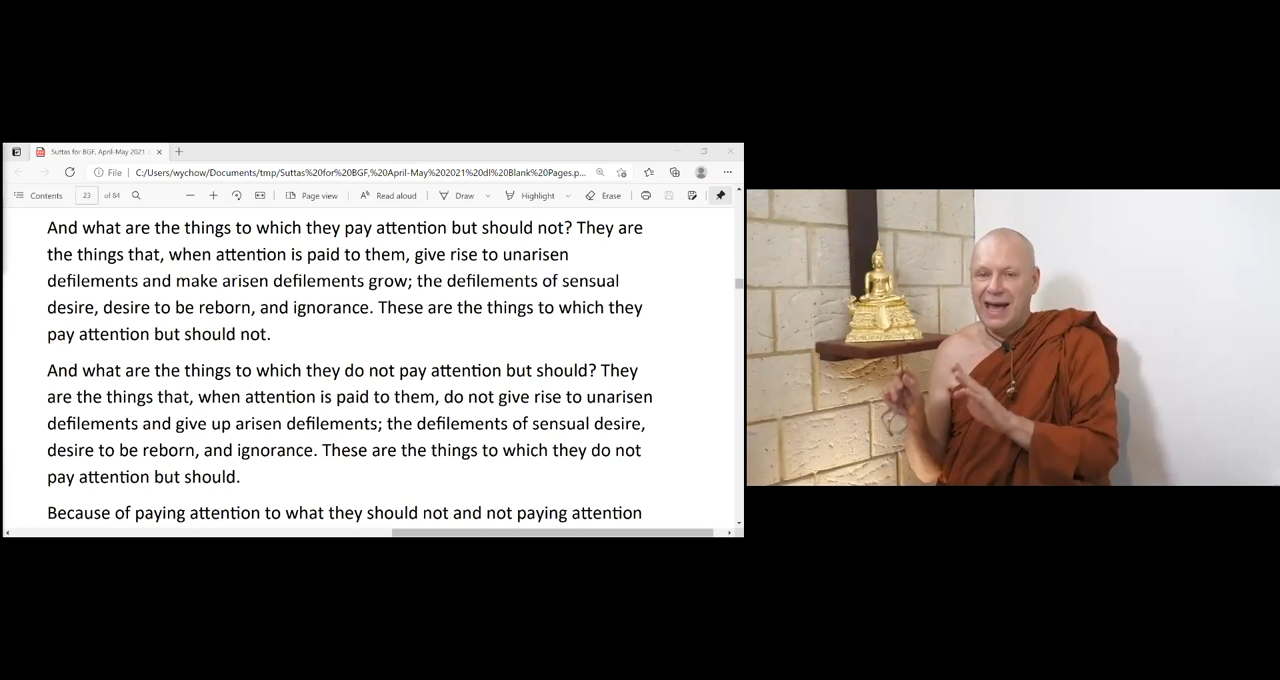 Suttas for BGF, April-May 2021
File
C:/Users/wychow/Documents/tmp/Suttas%20for%20BGF,%20April-May%202021%20dl%20Blank%20Pages.p...
Contents
23
of 84
Page view
Read aloud
Draw
Highlight
Erase
And what are the things to which they pay attention but should not? They are
the things that, when attention is paid to them, give rise to unarisen
defilements and make arisen defilements grow; the defilements of sensual
desire, desire to be reborn, and ignorance. These are the things to which they
pay attention but should not.
And what are the things to which they do not pay attention but should? They
are the things that, when attention is paid to them, do not give rise to unarisen
defilements and give up arisen defilements; the defilements of sensual desire,
desire to be reborn, and ignorance. These are the things to which they do not
pay attention but should.
Because of paying attention to what they should not and not paying attention